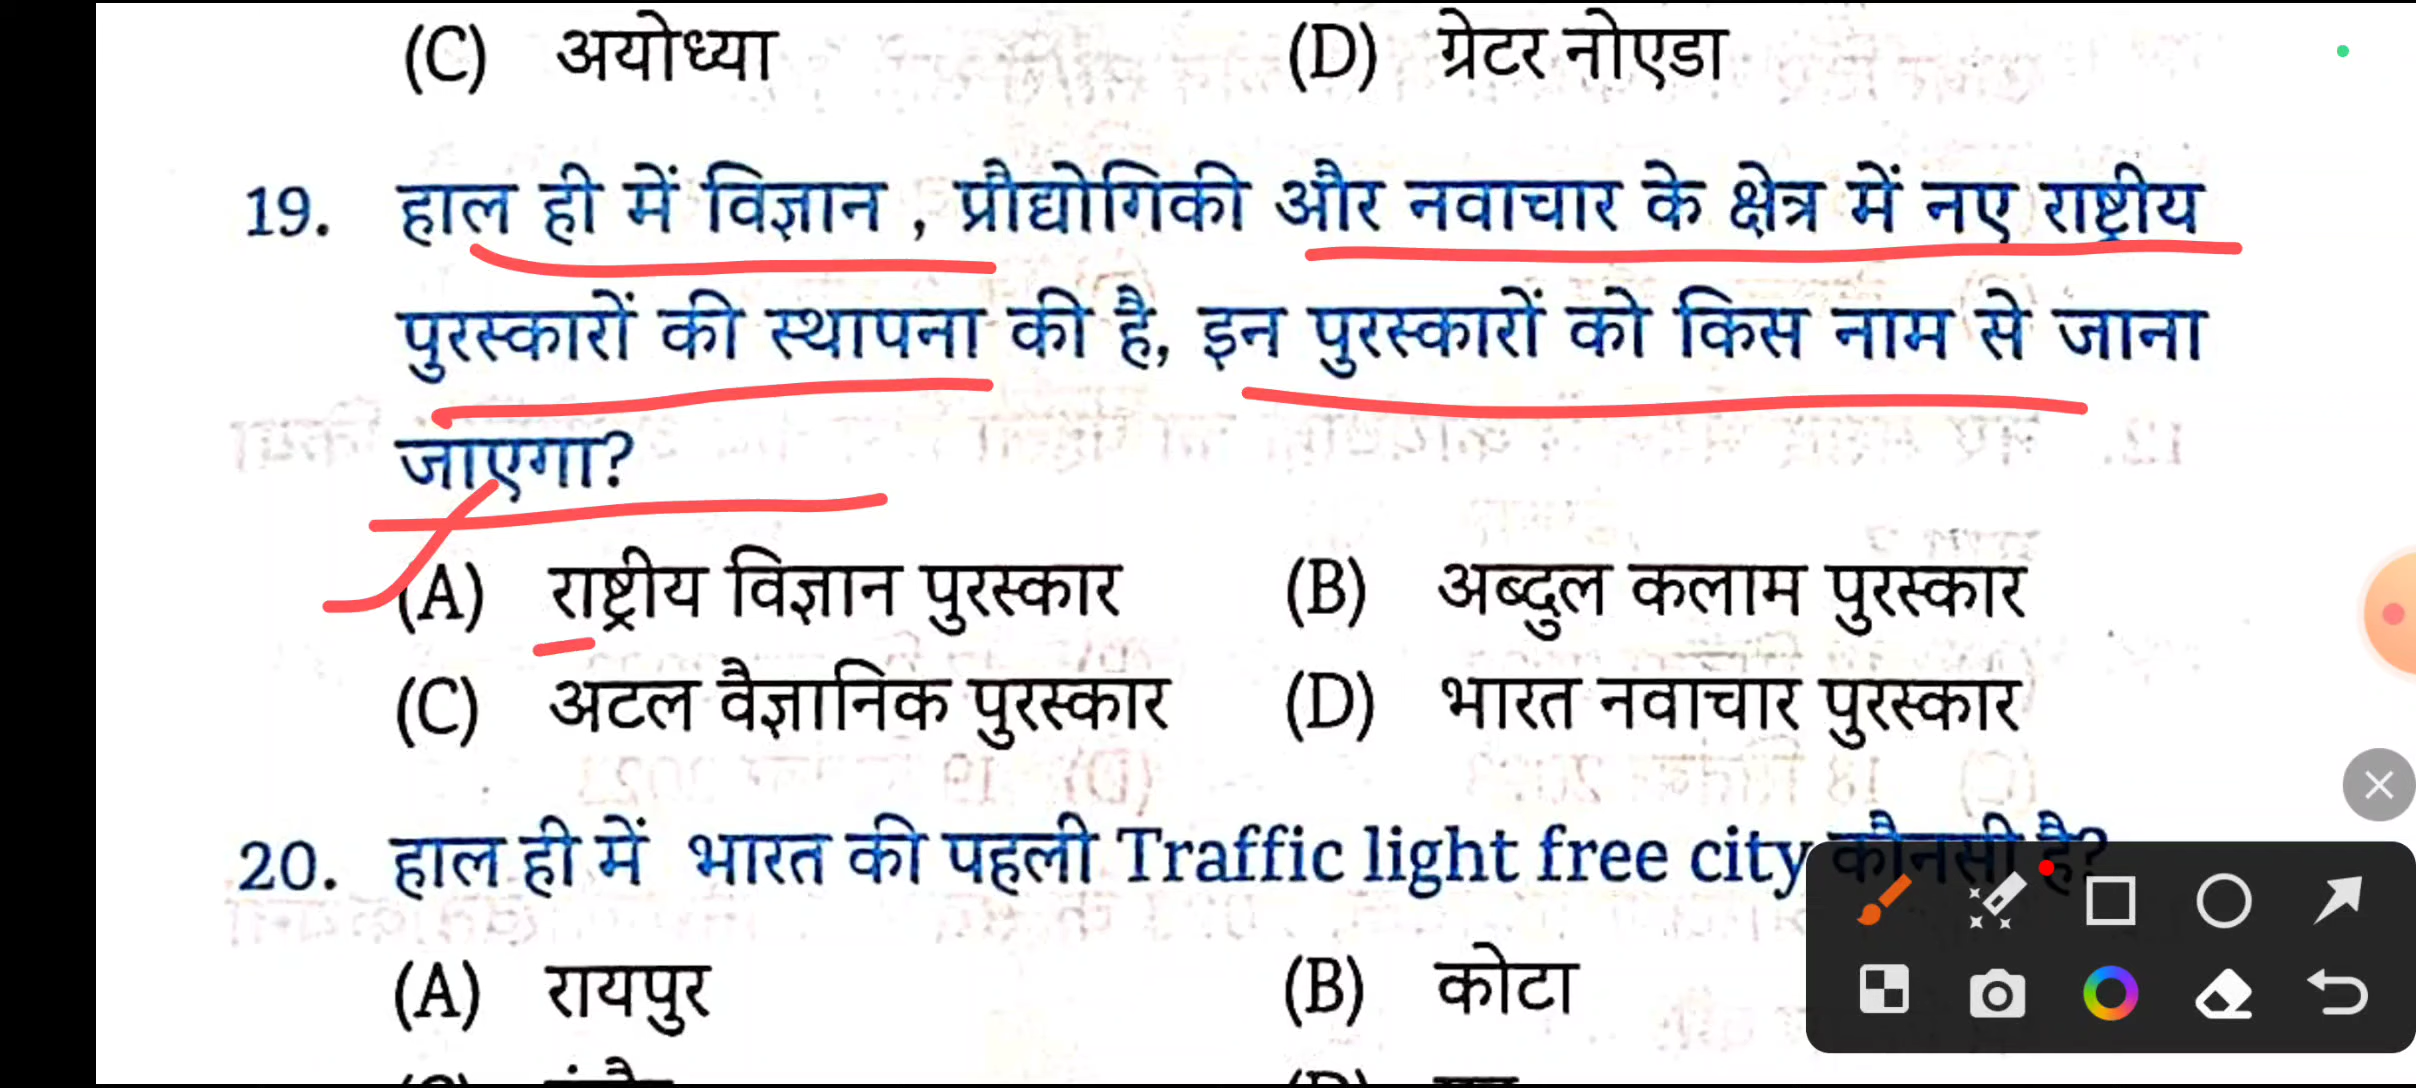 (C) अयोध्या (D) ग्रेटर नोएडा
19. हाल ही में विज्ञान , प्रौद्योगिकी और नवाचार के क्षेत्र में नए राष्ट्रीय
पुरस्कारों की स्थापना की है, इन पुरस्कारों को किस नाम से जाना
जाएगा?
(A) राष्ट्रीय विज्ञान पुरस्कार (B) अब्दुल कलाम पुरस्कार
(C) अटल वैज्ञानिक पुरस्कार (D) भारत नवाचार पुरस्कार
20. हाल ही में भारत की पहली Traffic light free city कौनसी है?
(A) रायपुर (B) कोटा